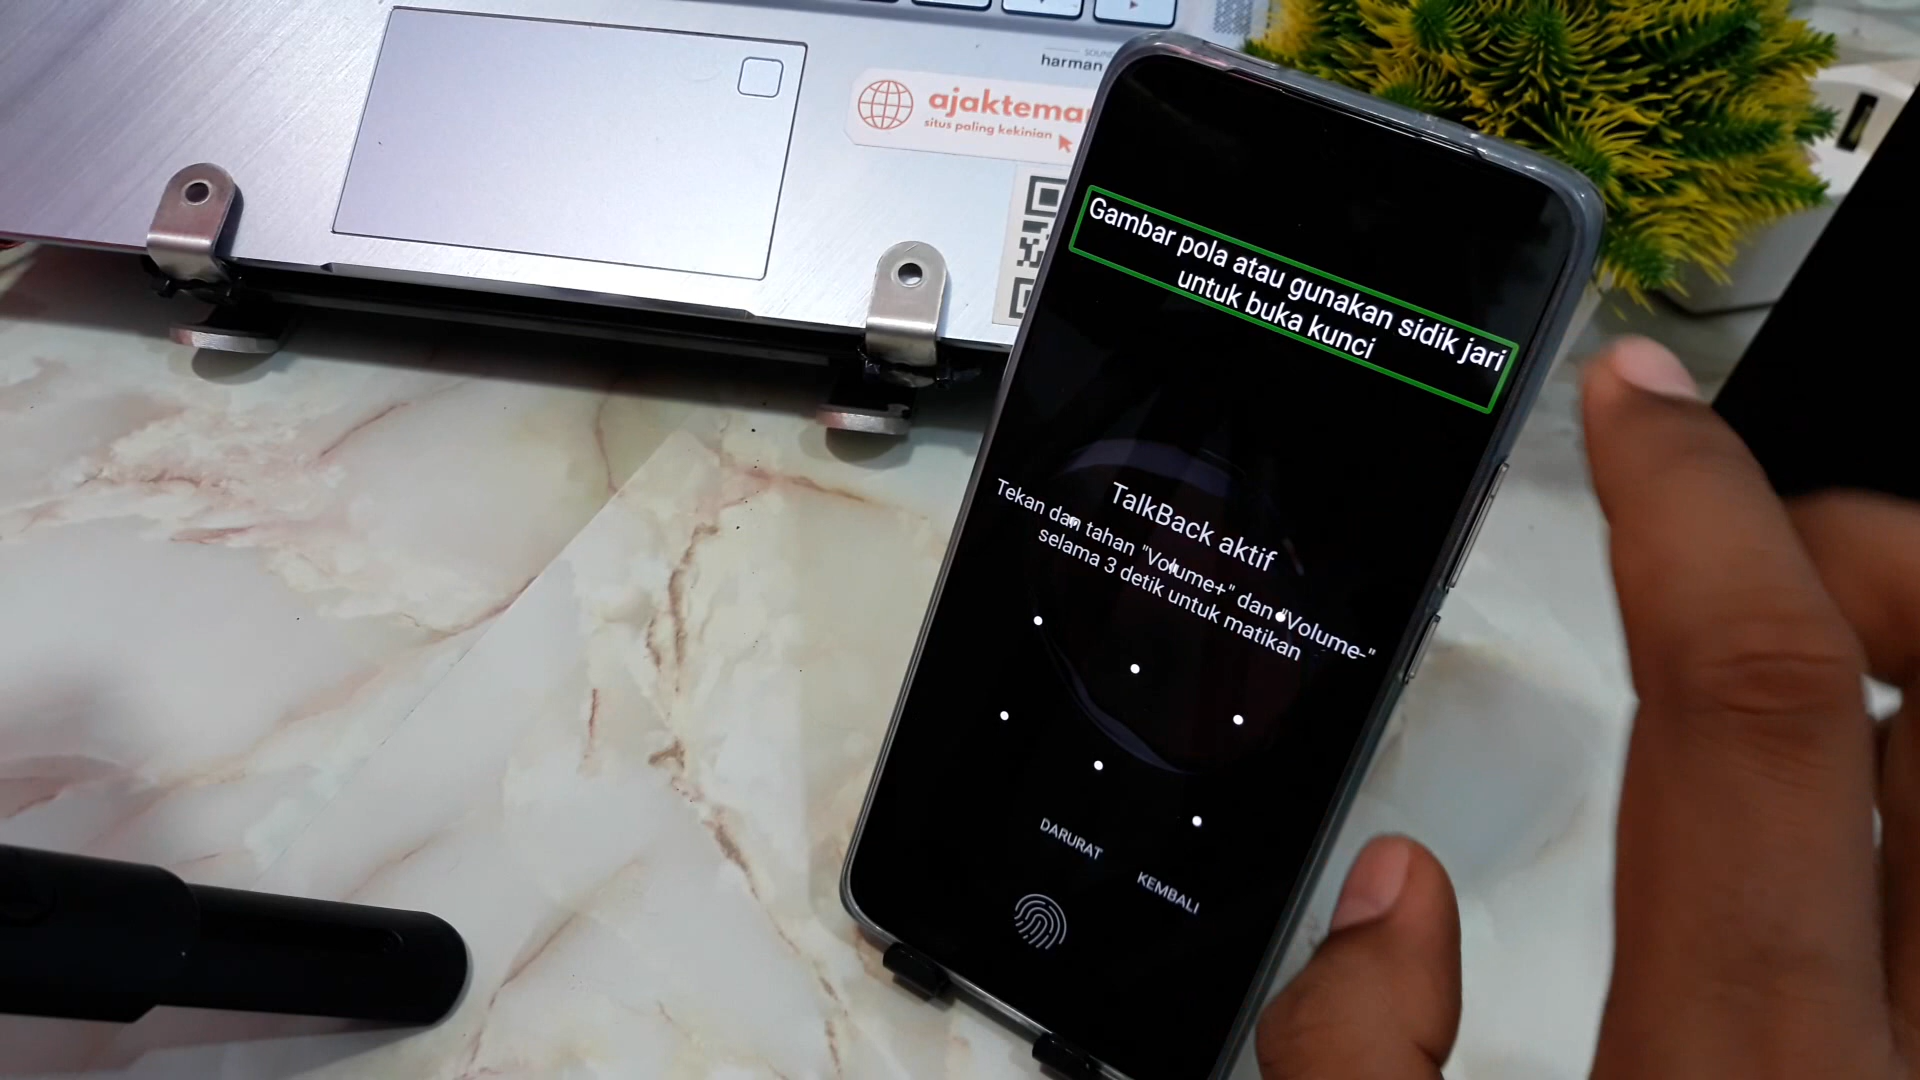 harman
ajaktema
situs paling kekinian
Gambar pola atau gunakan sidik jari
untuk buka kunci
TalkBack aktif
Tekan dan tahan "Volume+" dan "Volume-"
selama 3 detik untuk matikan
DARURAT
KEMBALI